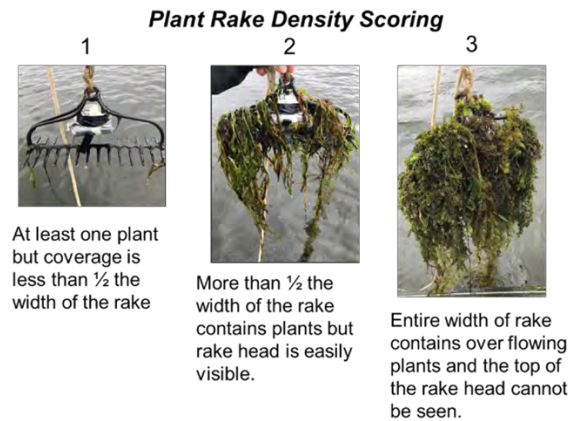 Plant Rake Density Scoring
1
2
3
At least one plant
but coverage is
less than ½ the
width of the rake
More than ½ the
width of the rake
contains plants but
rake head is easily
visible.
Entire width of rake
contains over flowing
plants and the top of
the rake head cannot
be seen.